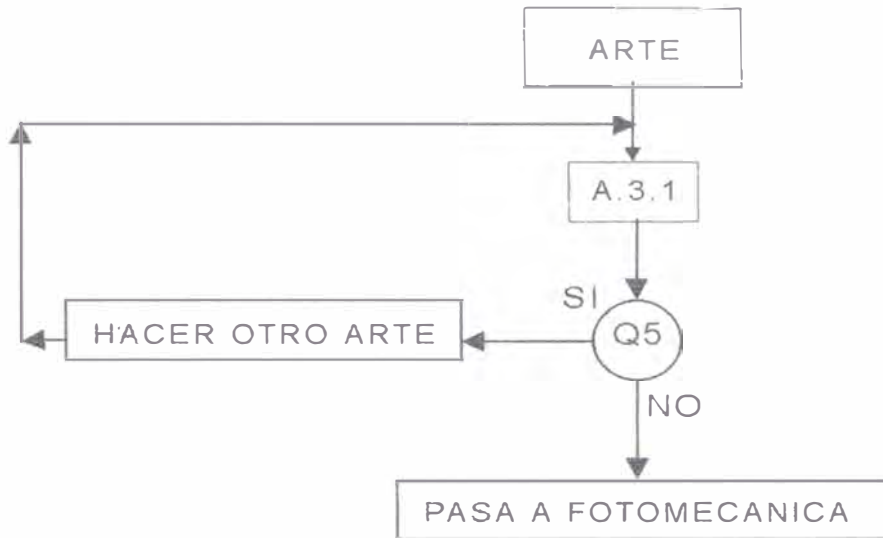 ARTE
A.3.1
SI
Q5
HACER OTRO ARTE
NO
PASA A FOTOMECANICA